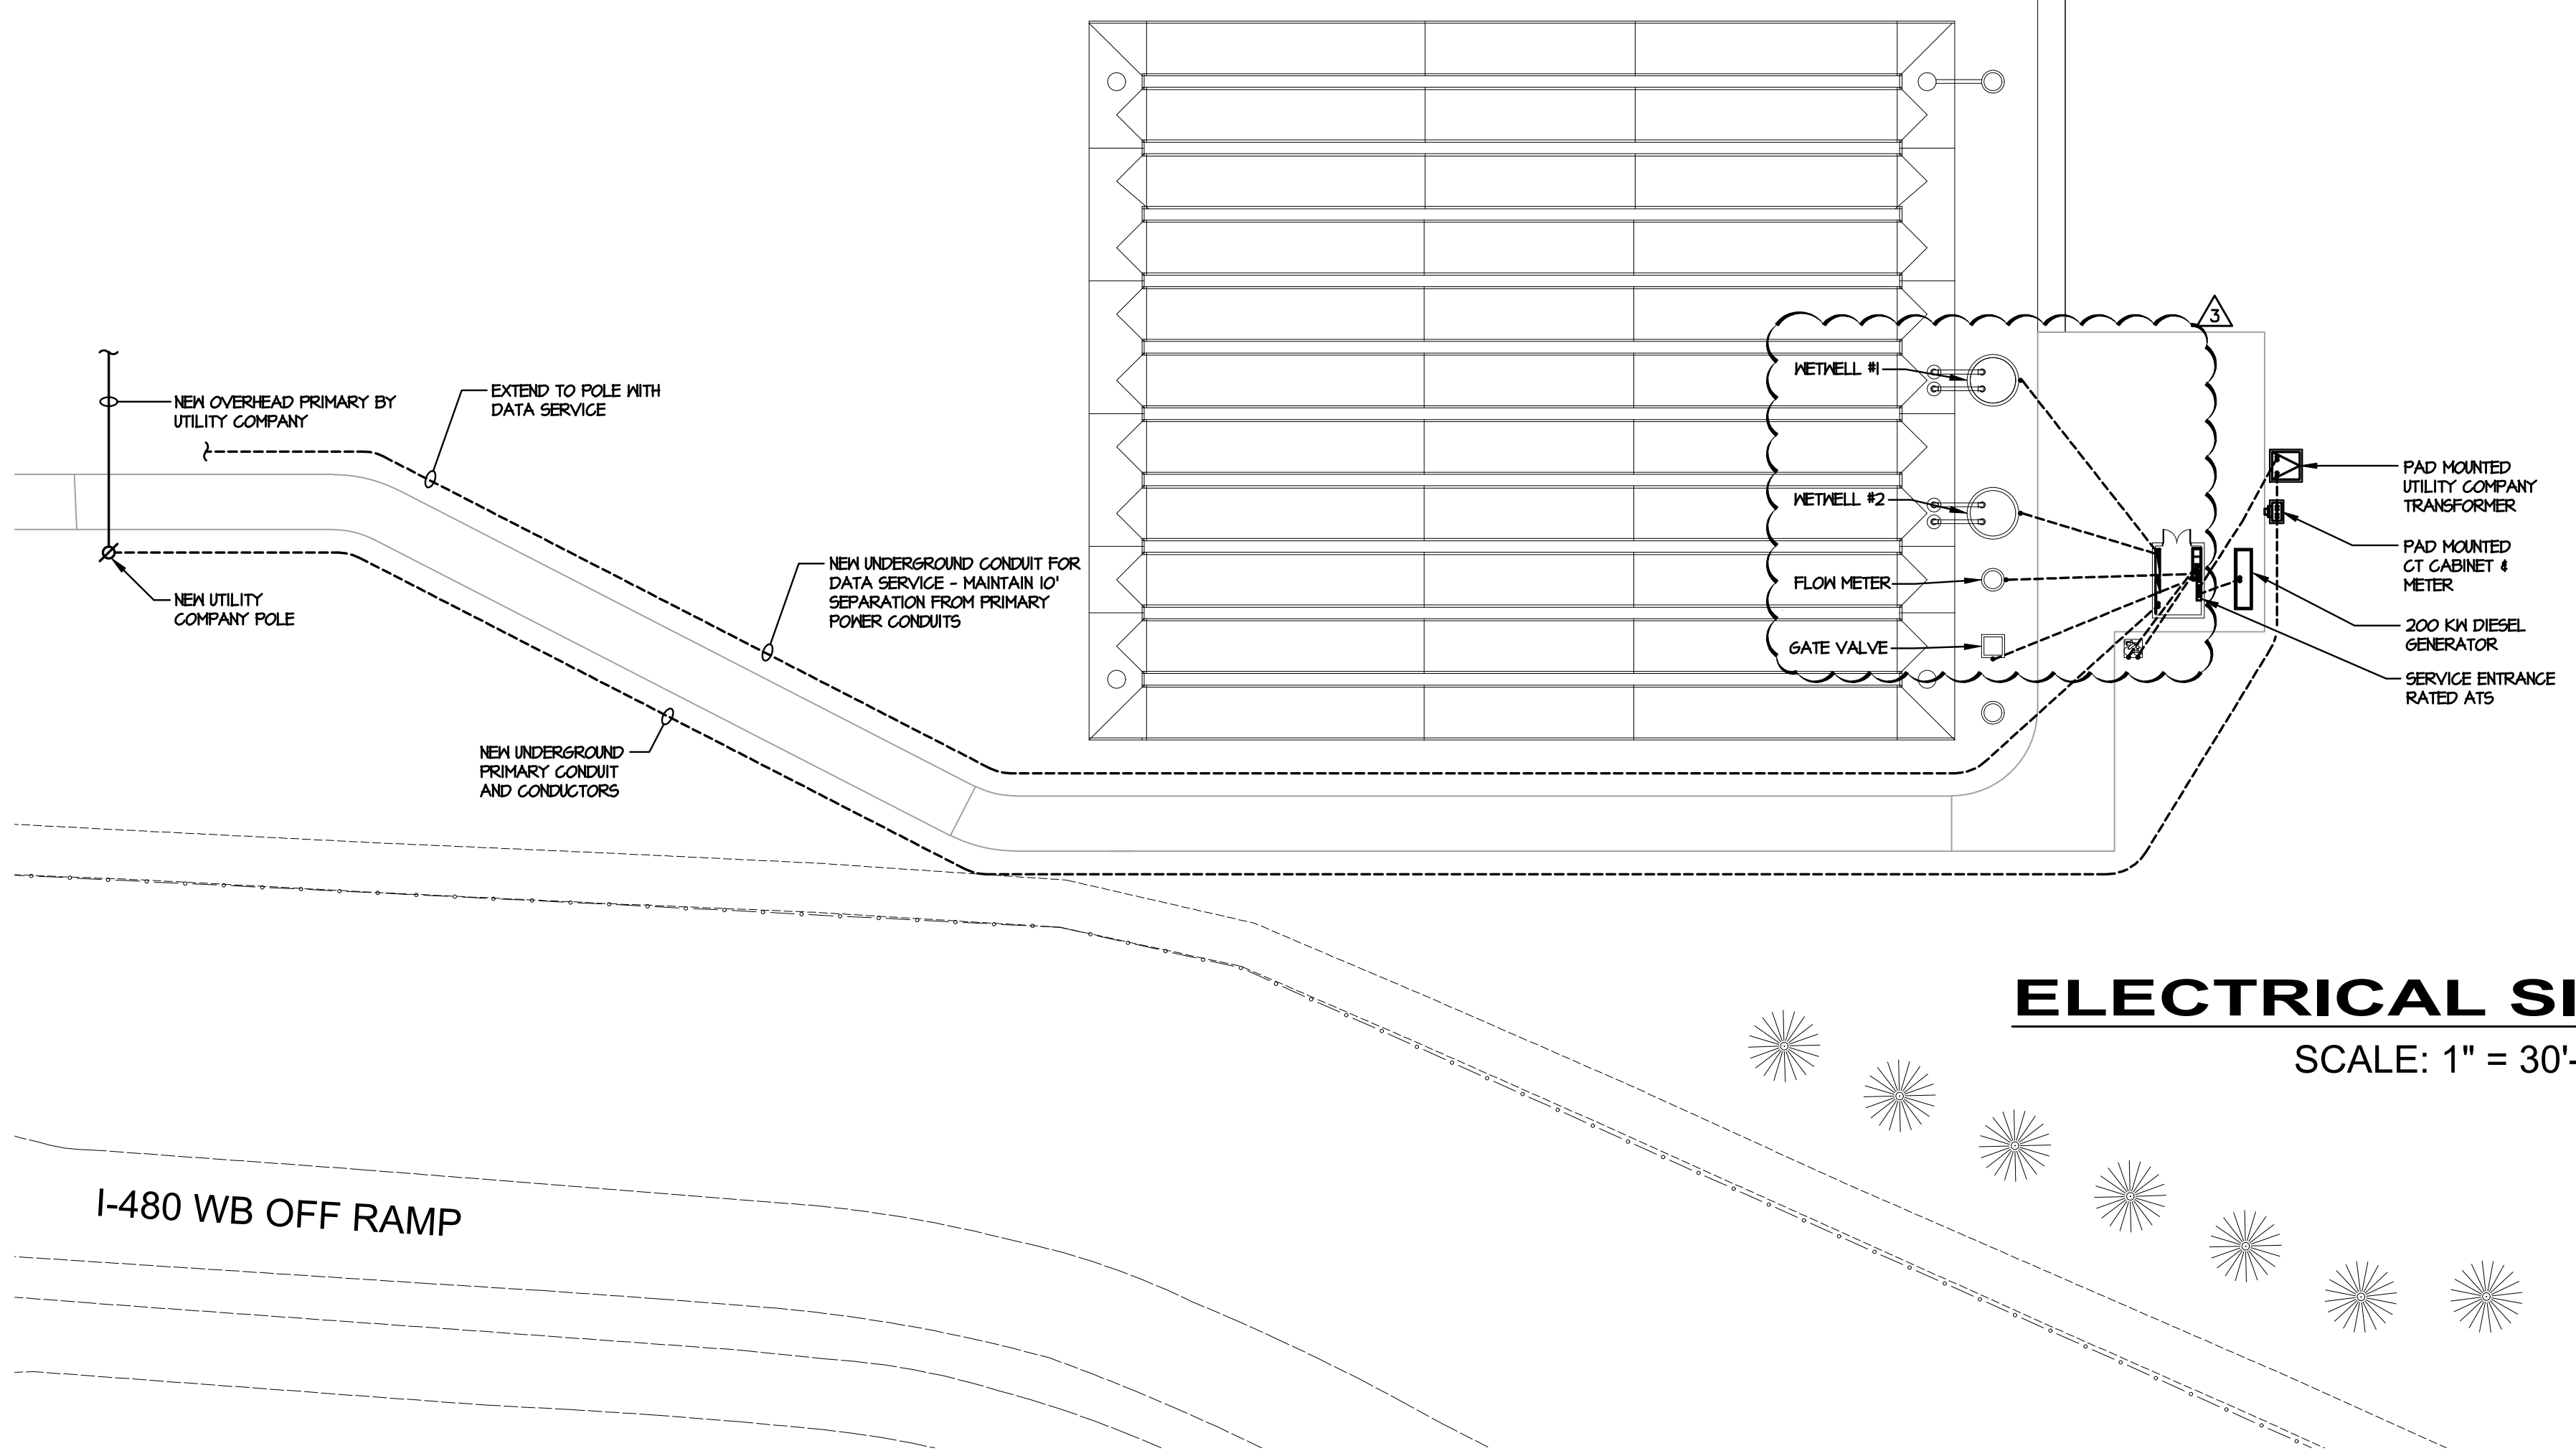 3
WETWELL #1
NEW OVERHEAD PRIMARY BY
UTILITY COMPANY
EXTEND TO POLE WITH
DATA SERVICE
WETWELL #2
PAD MOUNTED
UTILITY COMPANY
TRANSFORMER
NEW UNDERGROUND CONDUIT FOR
DATA SERVICE - MAINTAIN 10'
SEPARATION FROM PRIMARY
POWER CONDUITS
FLOW METER
PAD MOUNTED
CT CABINET &
METER
NEW UTILITY
COMPANY POLE
GATE VALVE
200 KW DIESEL
GENERATOR
SERVICE ENTRANCE
RATED ATS
NEW UNDERGROUND
PRIMARY CONDUIT
AND CONDUCTORS
ELECTRICAL SI
SCALE: 1" = 30'-
I-480 WB OFF RAMP